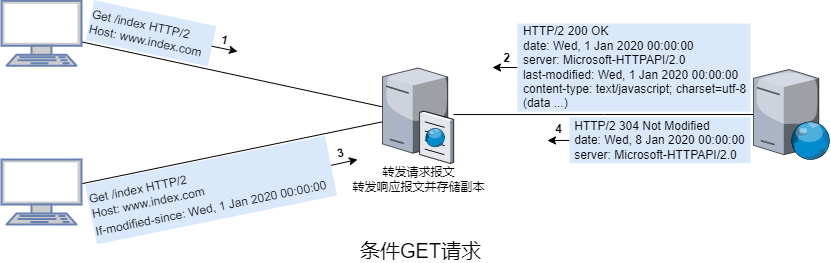 Get /index HTTP/2
Host: www.index.com
1
HTTP/2 200 OK
date: Wed, 1 Jan 2020 00:00:00
server: Microsoft-HTTPAPI/2.0
last-modified: Wed, 1 Jan 2020 00:00:00
content-type: text/javascript; charset=utf-8
(data ...)
2
HTTP/2 304 Not Modified
date: Wed, 8 Jan 2020 00:00:00
server: Microsoft-HTTPAPI/2.0
4
Get /index HTTP/2
Host: www.index.com
If-modified-since: Wed, 1 Jan 2020 00:00:00
3
转发请求报文
转发响应报文并存储副本
条件GET请求